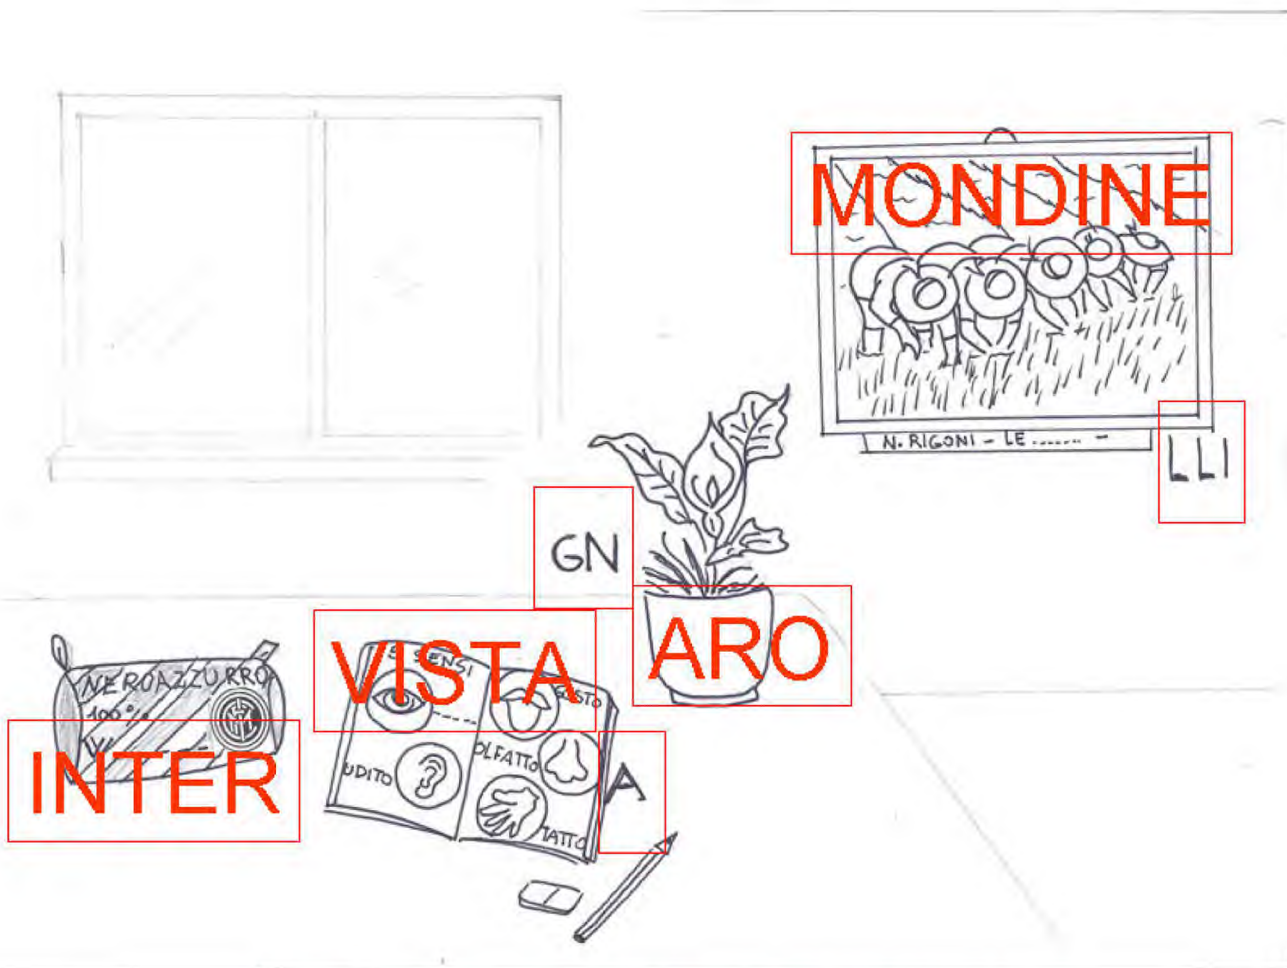 MONDINE
N. RIGONI - LE ....... -
LLI
GN
ARO
VISTA
5 SENSI
GUSTO
UDITO
OLFATTO
TATTO
A
NEROAZZURRO
100%
W
INTER